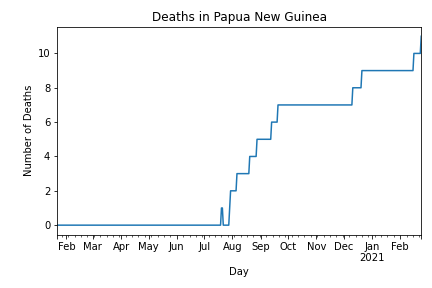 Deaths in Papua New Guinea
10
8
6
4
2
0
Number of Deaths
Feb Mar Apr May Jun Jul Aug Sep Oct Nov Dec Jan Feb
2021
Day